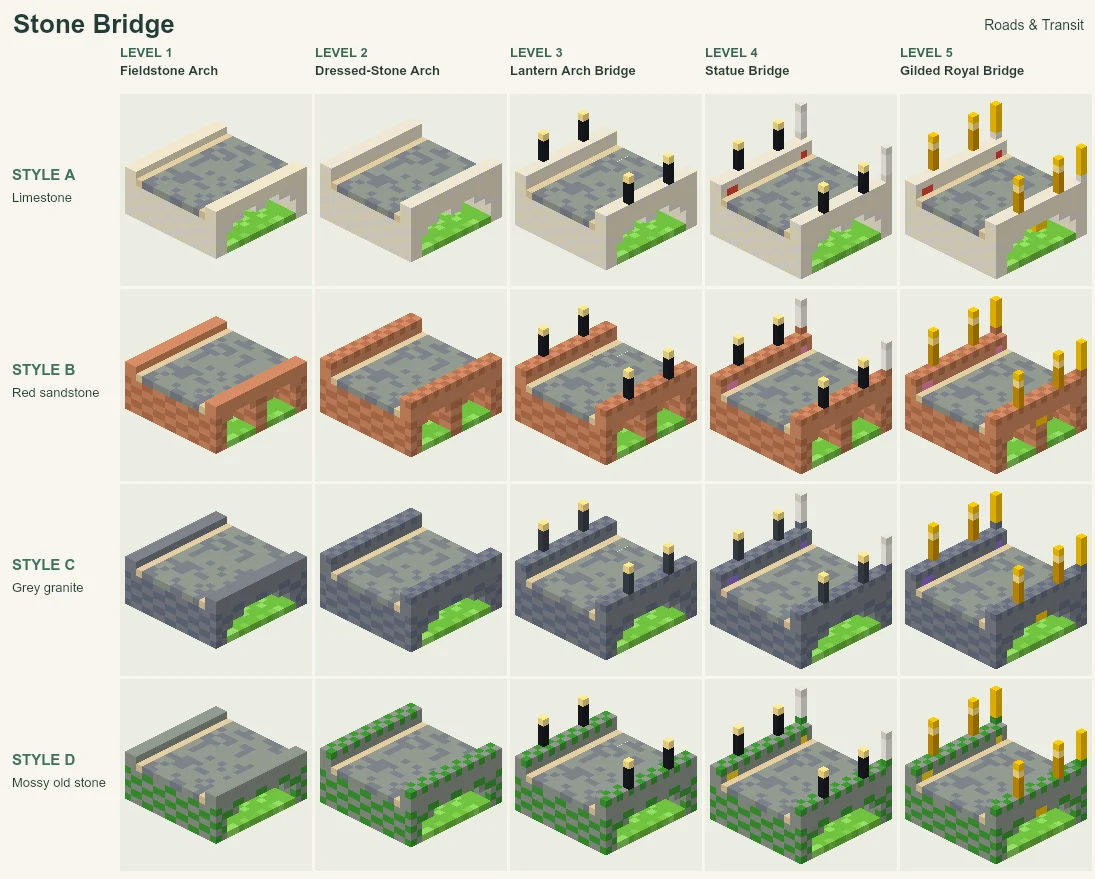 Stone Bridge
Roads & Transit
LEVEL 1
Fieldstone Arch
LEVEL 2
Dressed-Stone Arch
LEVEL 3
Lantern Arch Bridge
LEVEL 4
Statue Bridge
LEVEL 5
Gilded Royal Bridge
STYLE A
Limestone
STYLE B
Red sandstone
STYLE C
Grey granite
STYLE D
Mossy old stone